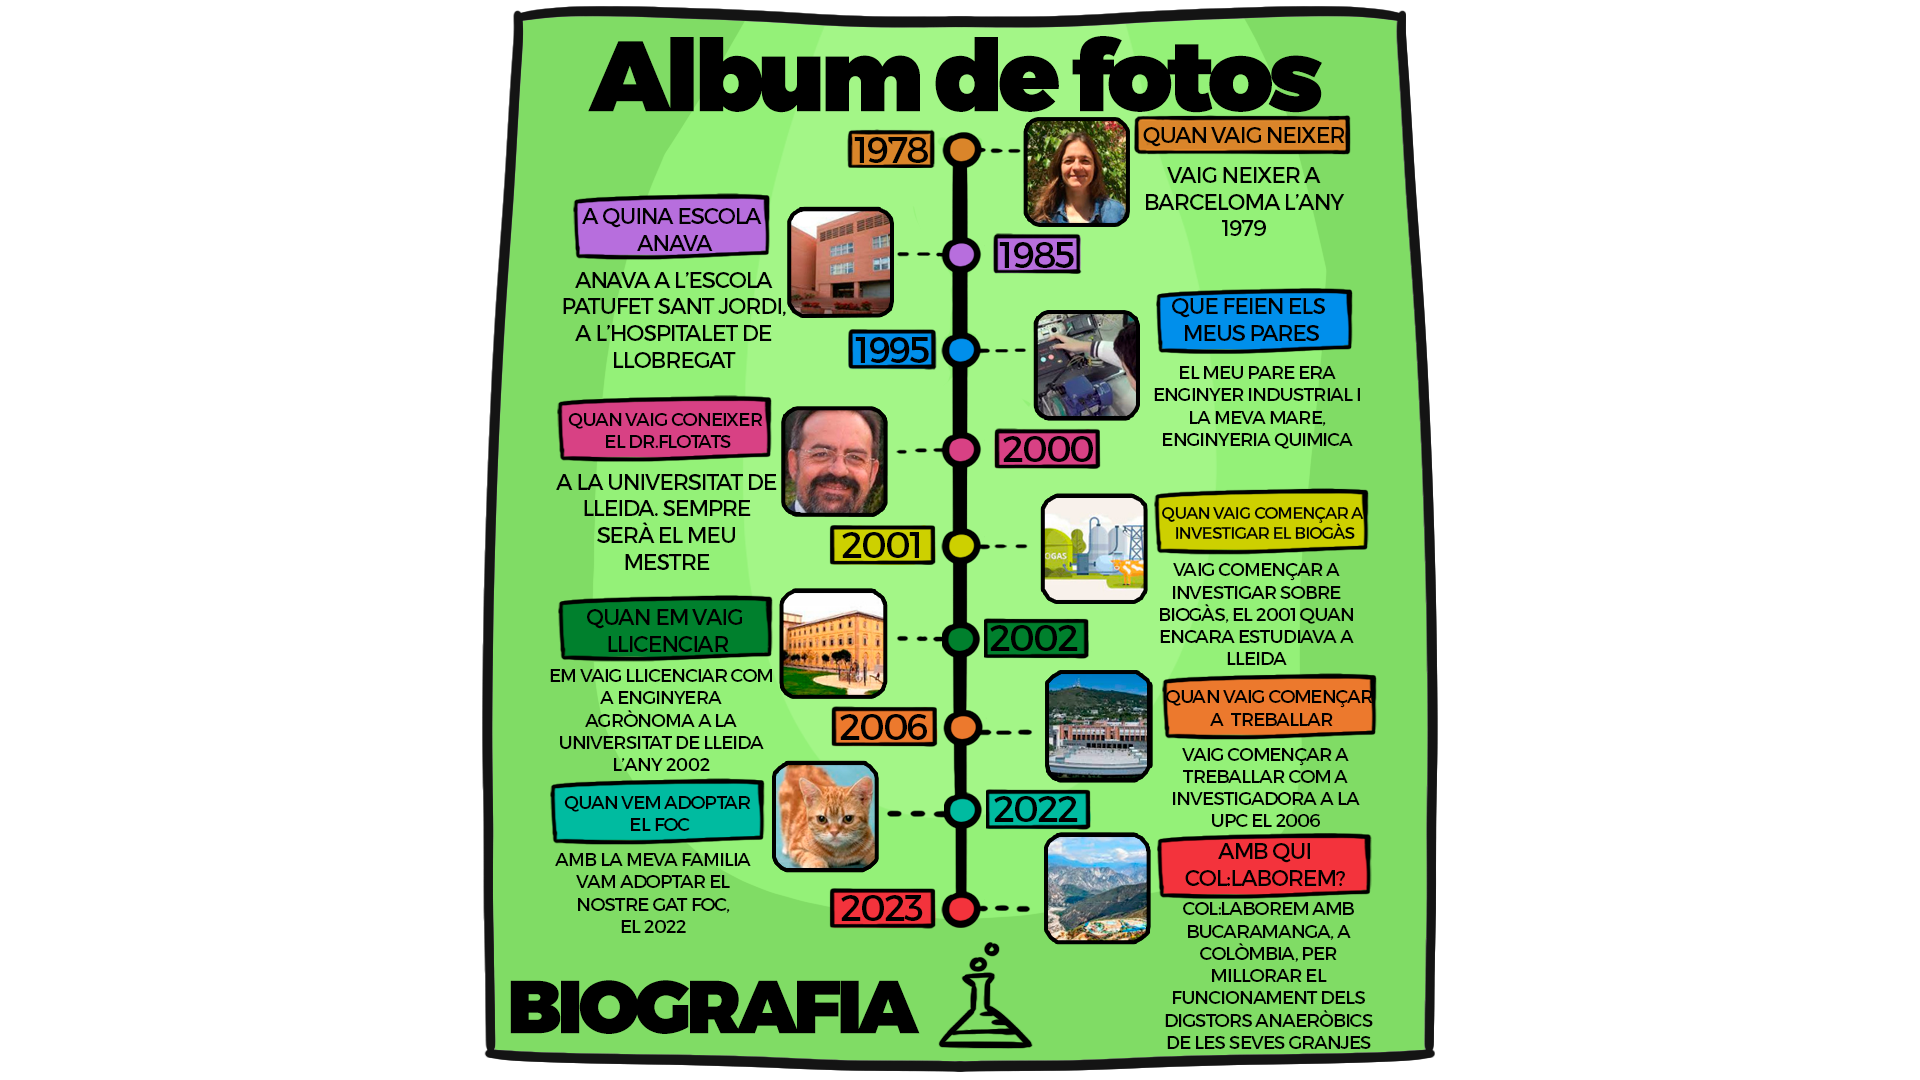 Album de fotos
1978
QUAN VAIG NEIXER
VAIG NEIXER A
BARCELOMA L'ANY
1979
A QUINA ESCOLA
ANAVA
1985
ANAVA A L'ESCOLA
PATUFET SANT JORDI,
A L'HOSPITALET DE
LLOBREGAT
1995
QUE FEIEN ELS
MEUS PARES
EL MEU PARE ERA
ENGINYER INDUSTRIAL I
LA MEVA MARE,
ENGINYERIA QUIMICA
QUAN VAIG CONEIXER
EL DR.FLOTATS
2000
A LA UNIVERSITAT DE
LLEIDA. SEMPRE
SERÀ EL MEU
MESTRE
2001
OGAS
QUAN VAIG COMENÇAR A
INVESTIGAR EL BIOGÀS
VAIG COMENÇAR A
INVESTIGAR SOBRE
BIOGÀS, EL 2001 QUAN
ENCARA ESTUDIAVA A
LLEIDA
QUAN EM VAIG
LLICENCIAR
2002
EM VAIG LLICENCIAR COM
A ENGINYERA
AGRÒNOMA A LA
UNIVERSITAT DE LLEIDA
L'ANY 2002
2006
QUAN VAIG COMENÇAR
A TREBALLAR
VAIG COMENÇAR A
TREBALLAR COM A
INVESTIGADORA A LA
UPC EL 2006
QUAN VEM ADOPTAR
EL FOC
2022
AMB LA MEVA FAMILIA
VAM ADOPTAR EL
NOSTRE GAT FOC,
EL 2022
2023
AMB QUI
COL·LABOREM?
COL·LABOREM AMB
BUCARAMANGA, A
COLÒMBIA, PER
MILLORAR EL
FUNCIONAMENT DELS
DIGSTORS ANAERÒBICS
DE LES SEVES GRANJES
BIOGRAFIA